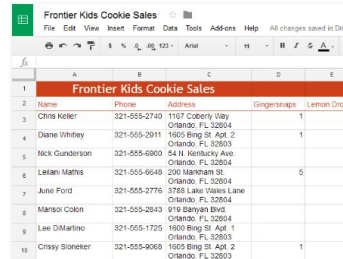 Frontier Kids Cookie Sales
File Edit View Insert Format Data Tools Add-ons Help All changes saved in Dri
$ % .0 .00 123 - Arial 11 B I S A
fx
A B C D E
1 Frontier Kids Cookie Sales
2 Name Phone Address Gingersnaps Lemon Dro
3 Chris Keller 321-555-2740 1167 Coberly Way
Orlando, FL 32804 1
4 Diane Whitley 321-555-2911 1605 Bing St. Apt. 2
Orlando, FL 32803 1
5 Nick Gunderson 321-555-6900 54 N. Kentucky Ave.
Orlando, FL 32804
6 Leilani Mathis 321-555-6648 200 Markham St.
Orlando, FL 32804 5
7 June Ford 321-555-2776 3788 Lake Wales Lane
Orlando, FL 32804
8 Marisol Colon 321-555-2843 919 Banyan Blvd.
Orlando, FL 32804
9 Lee DiMartino 321-555-1725 1600 Bing St. Apt. 1
Orlando, FL 32803
10 Crissy Sloneker 321-555-9068 1605 Bing St. Apt. 2
Orlando, FL 32804 1